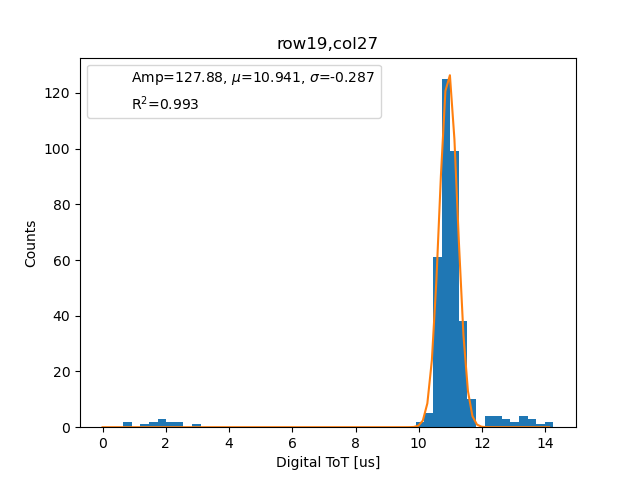 row19,col27
Amp=127.88, μ=10.941, σ=-0.287
R²=0.993
Counts
120
100
80
60
40
20
0
0 2 4 6 8 10 12 14
Digital ToT [us]